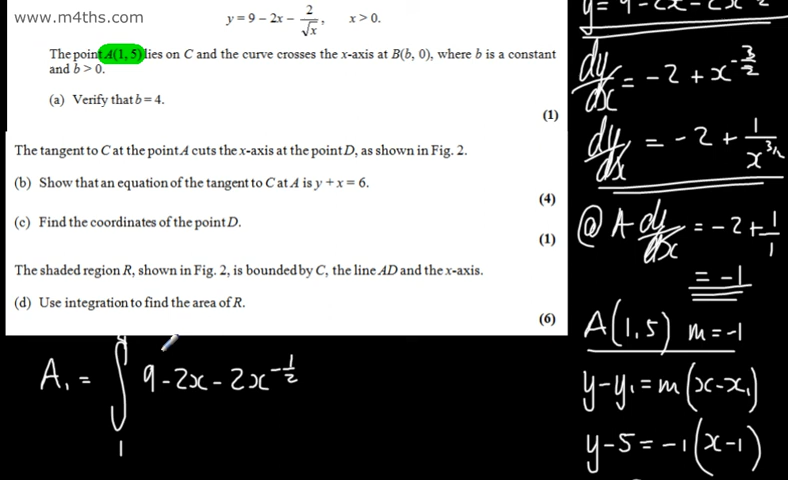 www.m4ths.com
y = 9 – 2x – 2/√x, x > 0.
The point A(1, 5) lies on C and the curve crosses the x-axis at B(b, 0), where b is a constant
and b > 0.
(a) Verify that b = 4.
(1)
The tangent to C at the point A cuts the x-axis at the point D, as shown in Fig. 2.
(b) Show that an equation of the tangent to C at A is y + x = 6.
(4)
(c) Find the coordinates of the point D.
(1)
The shaded region R, shown in Fig. 2, is bounded by C, the line AD and the x-axis.
(d) Use integration to find the area of R.
(6)
A₁ = ∫₁ 9 - 2x - 2x^-1/2
dy/dx = -2 + x^-3/2
dy/dx = -2 + 1/x^3/2
@ A dy/dx = -2 + 1/1
= -1
A(1,5) m = -1
y - y₁ = m(x - x₁)
y - 5 = -1(x - 1)